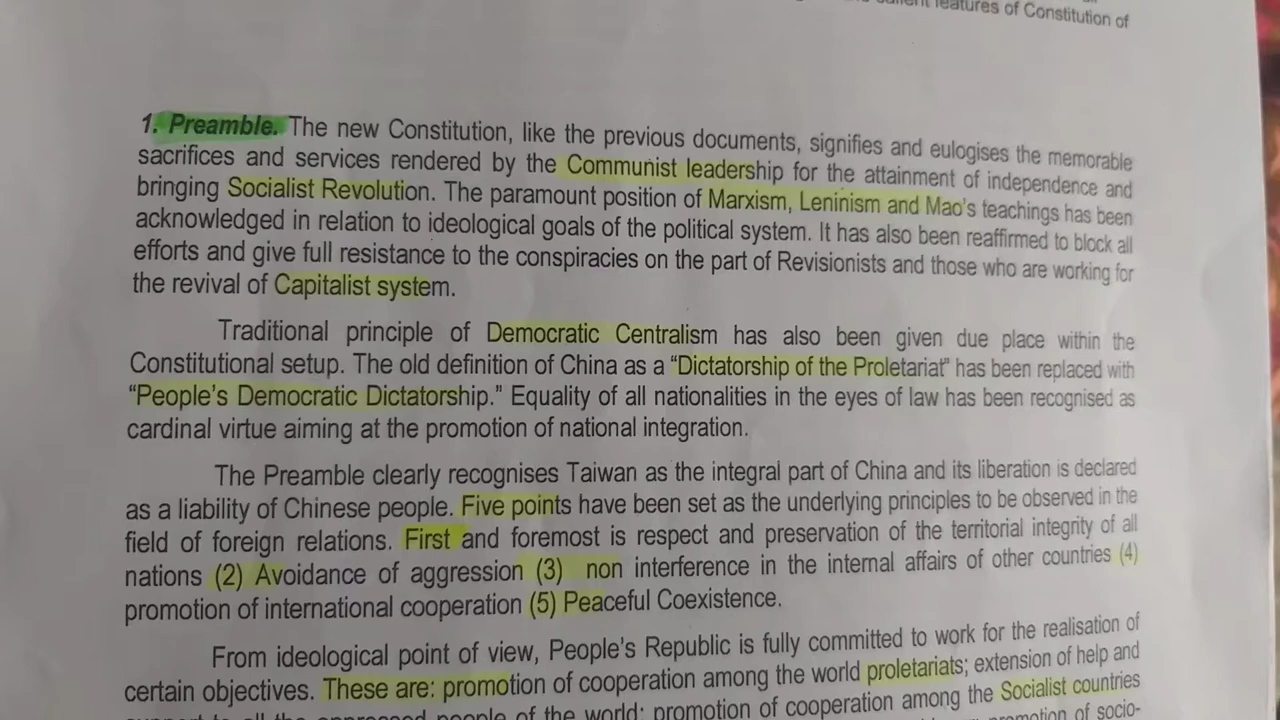 features of Constitution of
1. Preamble. The new Constitution, like the previous documents, signifies and eulogises the memorable
sacrifices and services rendered by the Communist leadership for the attainment of independence and
bringing Socialist Revolution. The paramount position of Marxism, Leninism and Mao's teachings has been
acknowledged in relation to ideological goals of the political system. It has also been reaffirmed to block all
efforts and give full resistance to the conspiracies on the part of Revisionists and those who are working for
the revival of Capitalist system.
Traditional principle of Democratic Centralism has also been given due place within the
Constitutional setup. The old definition of China as a “Dictatorship of the Proletariat” has been replaced with
“People's Democratic Dictatorship.” Equality of all nationalities in the eyes of law has been recognised as
cardinal virtue aiming at the promotion of national integration.
The Preamble clearly recognises Taiwan as the integral part of China and its liberation is declared
as a liability of Chinese people. Five points have been set as the underlying principles to be observed in the
field of foreign relations. First and foremost is respect and preservation of the territorial integrity of all
nations (2) Avoidance of aggression (3) non interference in the internal affairs of other countries (4)
promotion of international cooperation (5) Peaceful Coexistence.
From ideological point of view, People's Republic is fully committed to work for the realisation of
certain objectives. These are: promotion of cooperation among the world proletariats; extension of help and
support to all the oppressed people of the world; promotion of cooperation among the Socialist countries
promotion of socio-